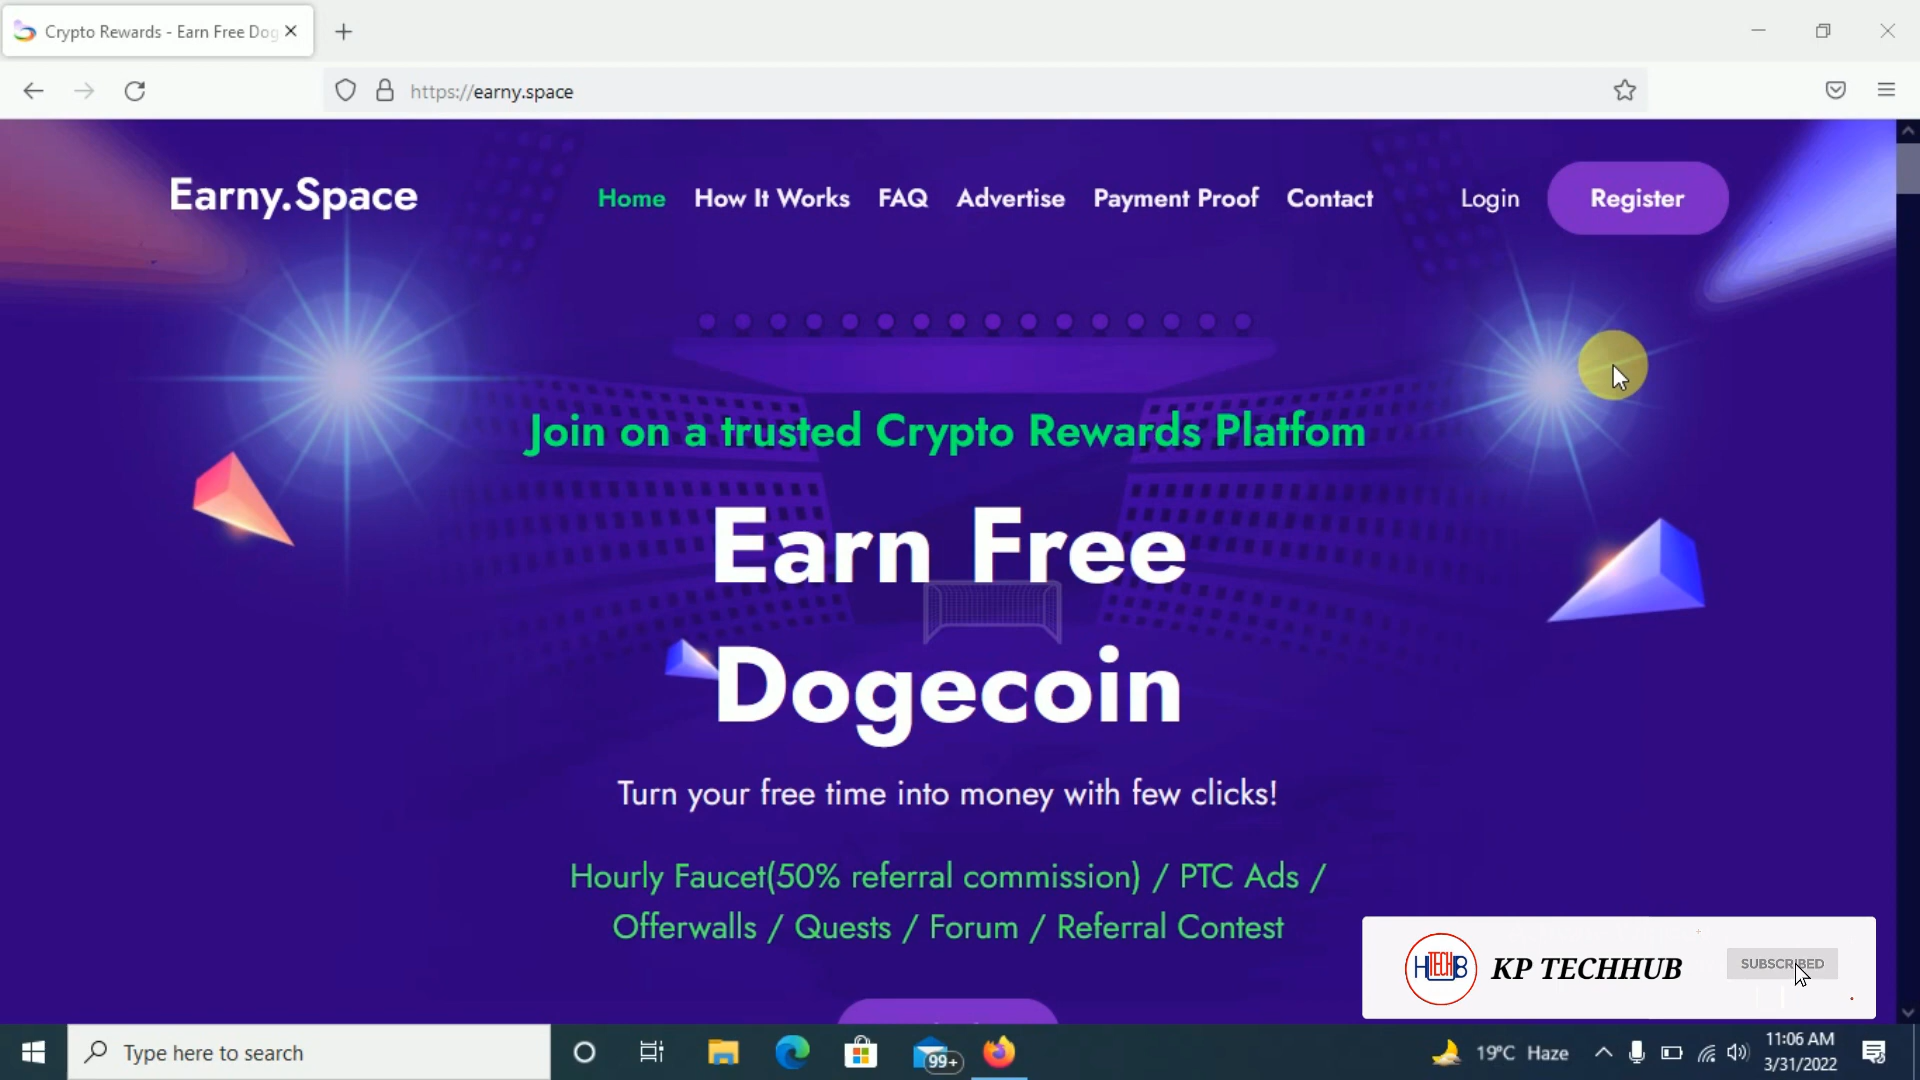 Crypto Rewards - Earn Free Dog
https://earny.space
Earny.Space
Home How It Works FAQ Advertise Payment Proof Contact Login Register
Join on a trusted Crypto Rewards Platfom
Earn Free
Dogecoin
Turn your free time into money with few clicks!
Hourly Faucet(50% referral commission) / PTC Ads /
Offerwalls / Quests / Forum / Referral Contest
HTECHB KP TECHHUB SUBSCRIBED
Type here to search
99+
19°C Haze
11:06 AM
3/31/2022